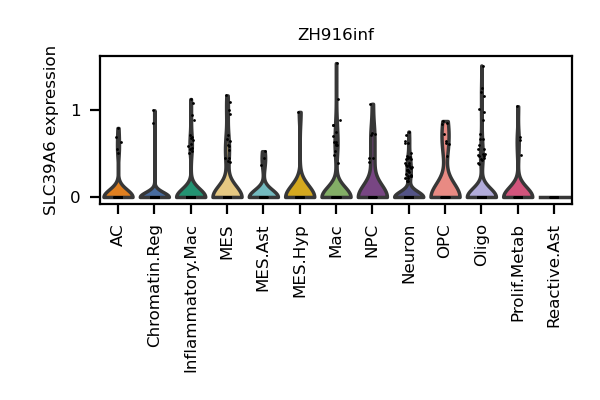 ZH916inf
SLC39A6 expression
1
0
AC
Chromatin.Reg
Inflammatory.Mac
MES
MES.Ast
MES.Hyp
Mac
NPC
Neuron
OPC
Oligo
Prolif.Metab
Reactive.Ast